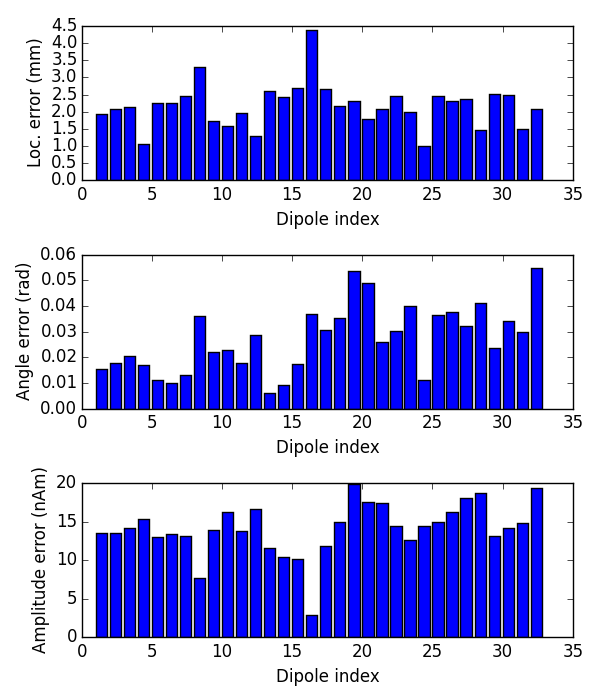 Loc. error (mm)
4.5
4.0
3.5
3.0
2.5
2.0
1.5
1.0
0.5
0.0
0 5 10 15 20 25 30 35
Dipole index
Angle error (rad)
0.06
0.05
0.04
0.03
0.02
0.01
0.00
0 5 10 15 20 25 30 35
Dipole index
Amplitude error (nAm)
20
15
10
5
0
0 5 10 15 20 25 30 35
Dipole index